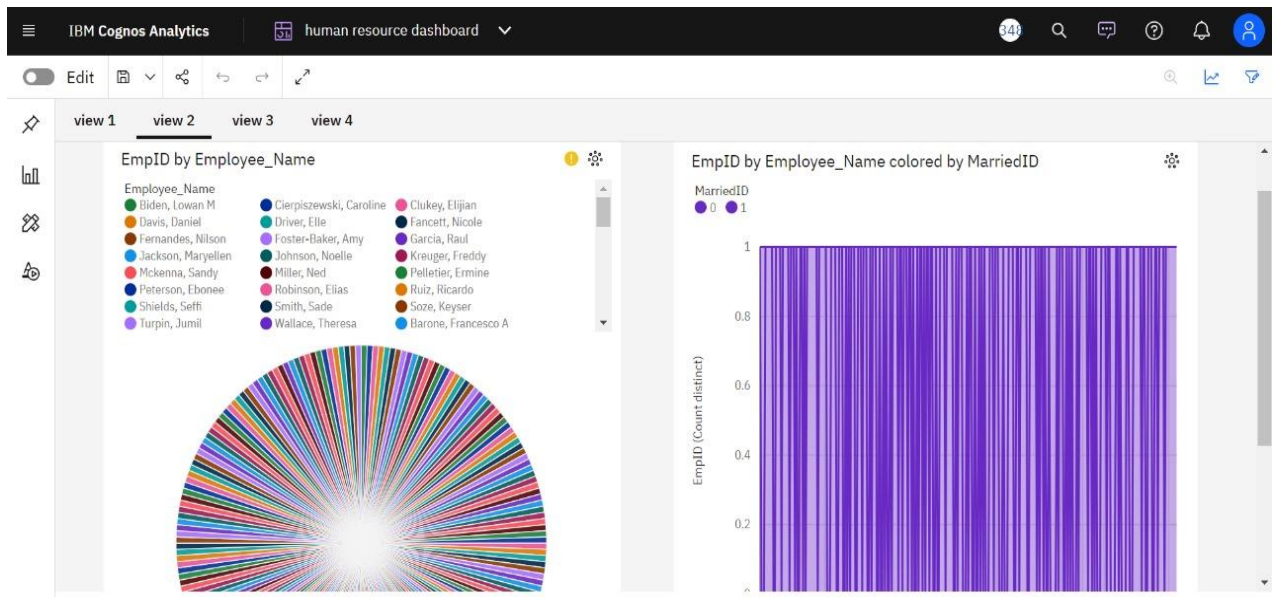 IBM Cognos Analytics human resource dashboard 348
Edit
view 1 view 2 view 3 view 4
EmpID by Employee_Name
Employee_Name
Biden, Lowan M Cierpiszewski, Caroline Clukey, Elijian
Davis, Daniel Driver, Elle Fancett, Nicole
Fernandes, Nilson Foster-Baker, Amy Garcia, Raul
Jackson, Maryellen Johnson, Noelle Kreuger, Freddy
Mckenna, Sandy Miller, Ned Pelletier, Ermine
Peterson, Ebonee Robinson, Elias Ruiz, Ricardo
Shields, Seffi Smith, Sade Soze, Keyser
Turpin, Jumil Wallace, Theresa Barone, Francesco A
EmpID by Employee_Name colored by MarriedID
MarriedID
0 1
1
0.8
0.6
0.4
0.2
EmpID (Count distinct)